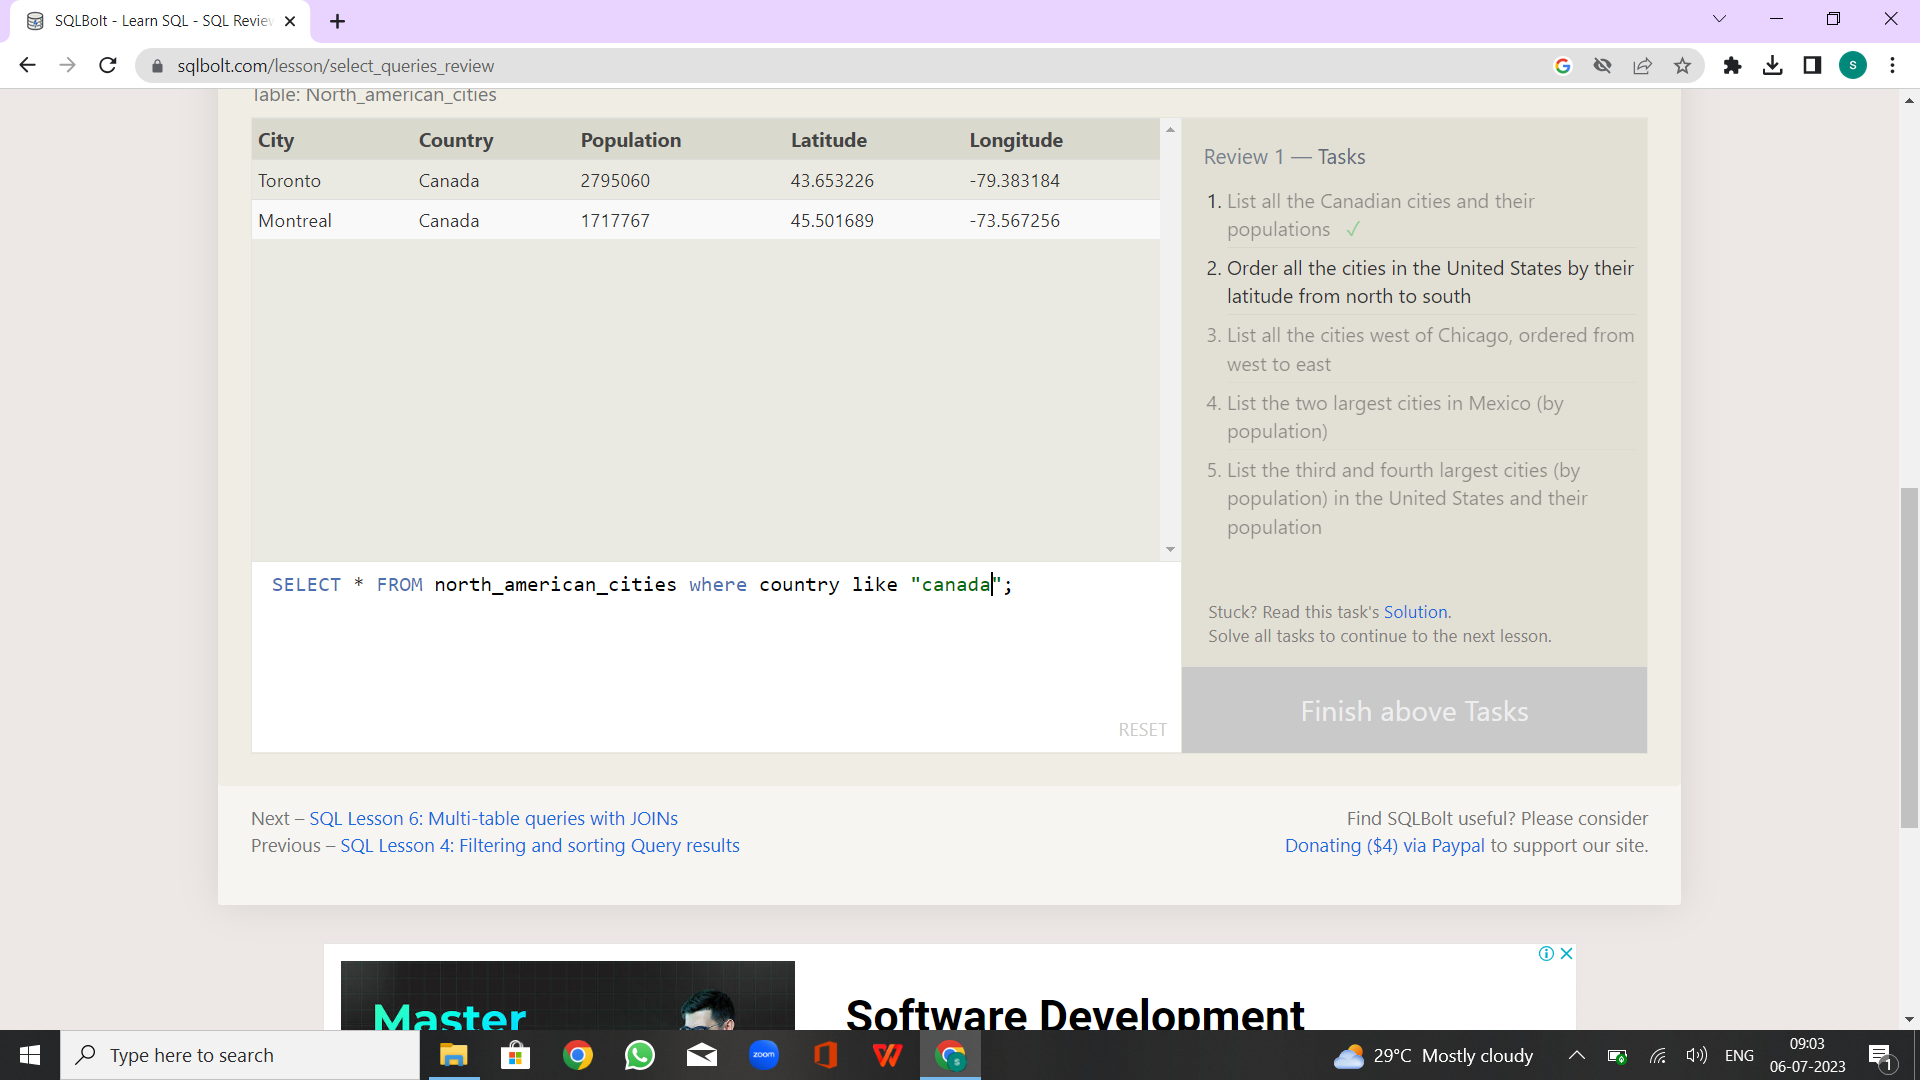 SQLBolt - Learn SQL - SQL Review
sqlbolt.com/lesson/select_queries_review
S
Table: North_american_cities
City Country Population Latitude Longitude
Toronto Canada 2795060 43.653226 -79.383184
Montreal Canada 1717767 45.501689 -73.567256
Review 1 — Tasks
1. List all the Canadian cities and their
populations ✓
2. Order all the cities in the United States by their
latitude from north to south
3. List all the cities west of Chicago, ordered from
west to east
4. List the two largest cities in Mexico (by
population)
5. List the third and fourth largest cities (by
population) in the United States and their
population
SELECT * FROM north_american_cities where country like "canada";
RESET
Stuck? Read this task's Solution.
Solve all tasks to continue to the next lesson.
Finish above Tasks
Next – SQL Lesson 6: Multi-table queries with JOINs
Previous – SQL Lesson 4: Filtering and sorting Query results
Find SQLBolt useful? Please consider
Donating ($4) via Paypal to support our site.
Master
Software Development
Type here to search
zoom
29°C Mostly cloudy
ENG
09:03
06-07-2023
1